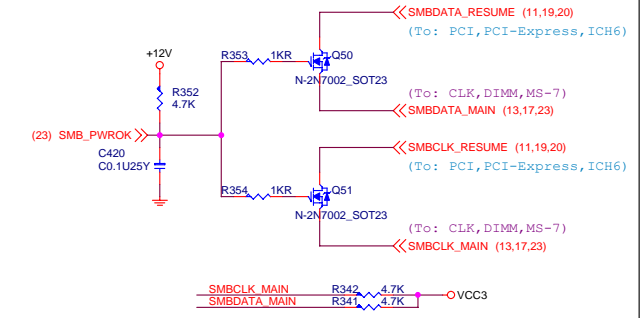 SMBDATA_RESUME (11,19,20)
(To: PCI,PCI-Express,ICH6)
+12V
R353 1KR Q50
N-2N7002_SOT23
R352
4.7K
(To: CLK,DIMM,MS-7)
SMBDATA_MAIN (13,17,23)
(23) SMB_PWROK
SMBCLK_RESUME (11,19,20)
C420
C0.1U25Y
(To: PCI,PCI-Express,ICH6)
R354 1KR Q51
N-2N7002_SOT23
(To: CLK,DIMM,MS-7)
SMBCLK_MAIN (13,17,23)
SMBCLK_MAIN R342 4.7K
VCC3
SMBDATA_MAIN R341 4.7K